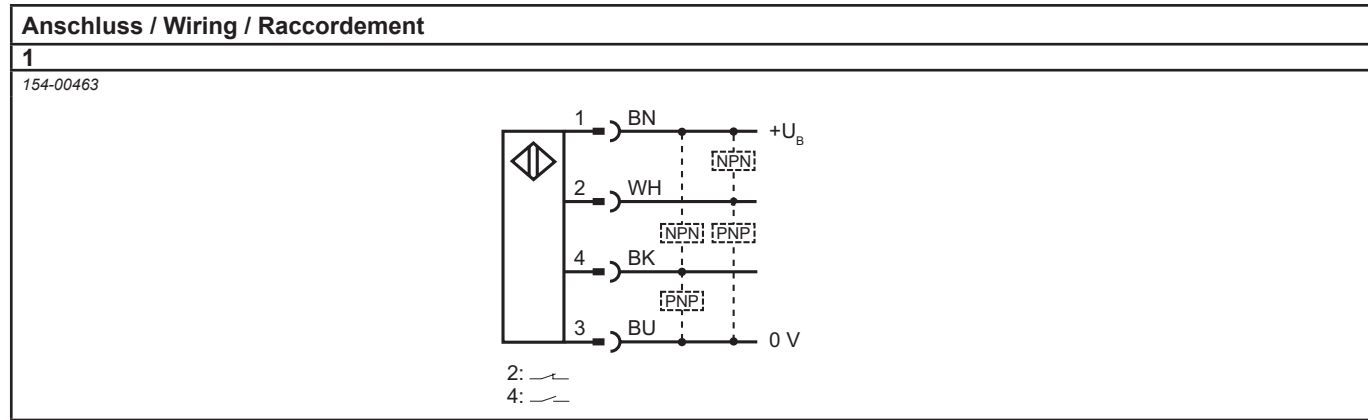 Anschluss / Wiring / Raccordement
1
154-00463
1 BN +U_B
NPN
2 WH
NPN PNP
4 BK
PNP
3 BU 0 V
2:
4: